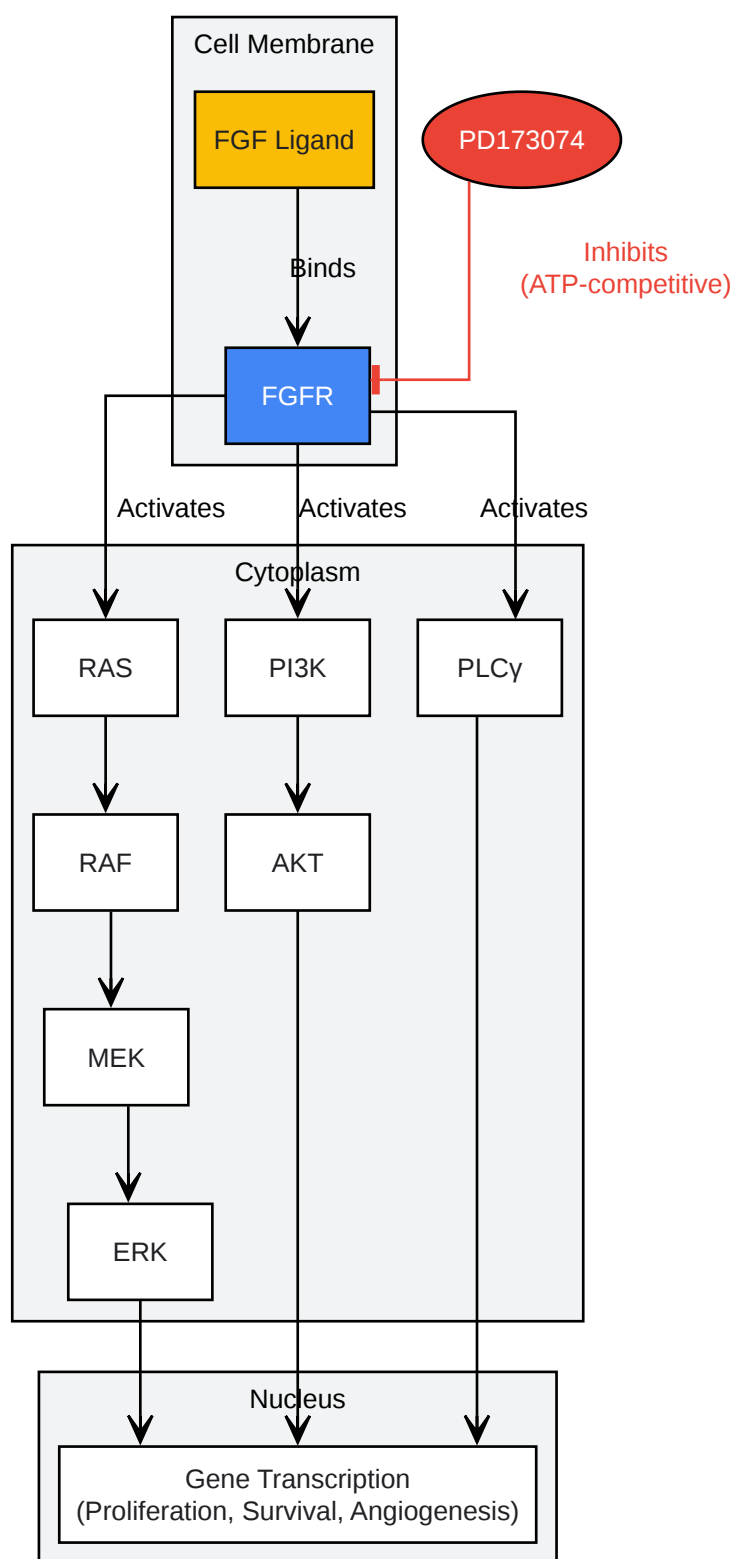 Cell Membrane
FGF Ligand
PD173074
Binds
Inhibits
(ATP-competitive)
FGFR
Activates
Activates
Activates
Cytoplasm
RAS
PI3K
PLCγ
RAF
AKT
MEK
ERK
Nucleus
Gene Transcription
(Proliferation, Survival, Angiogenesis)